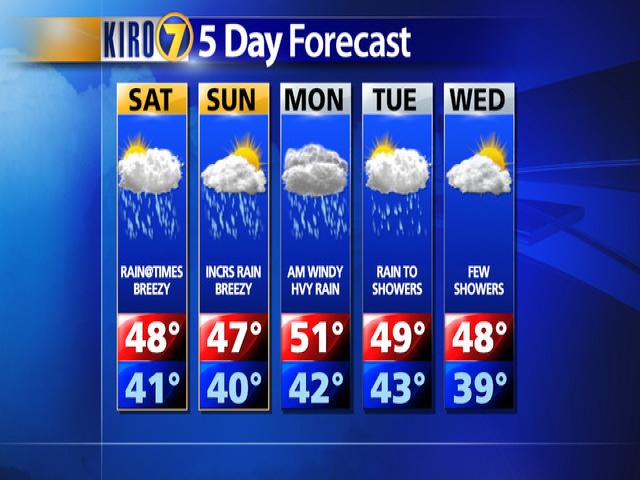 KIRO 7 5 Day Forecast
SAT SUN MON TUE WED
RAIN@TIMES
BREEZY
INCRS RAIN
BREEZY
AM WINDY
HVY RAIN
RAIN TO
SHOWERS
FEW
SHOWERS
48° 47° 51° 49° 48°
41° 40° 42° 43° 39°